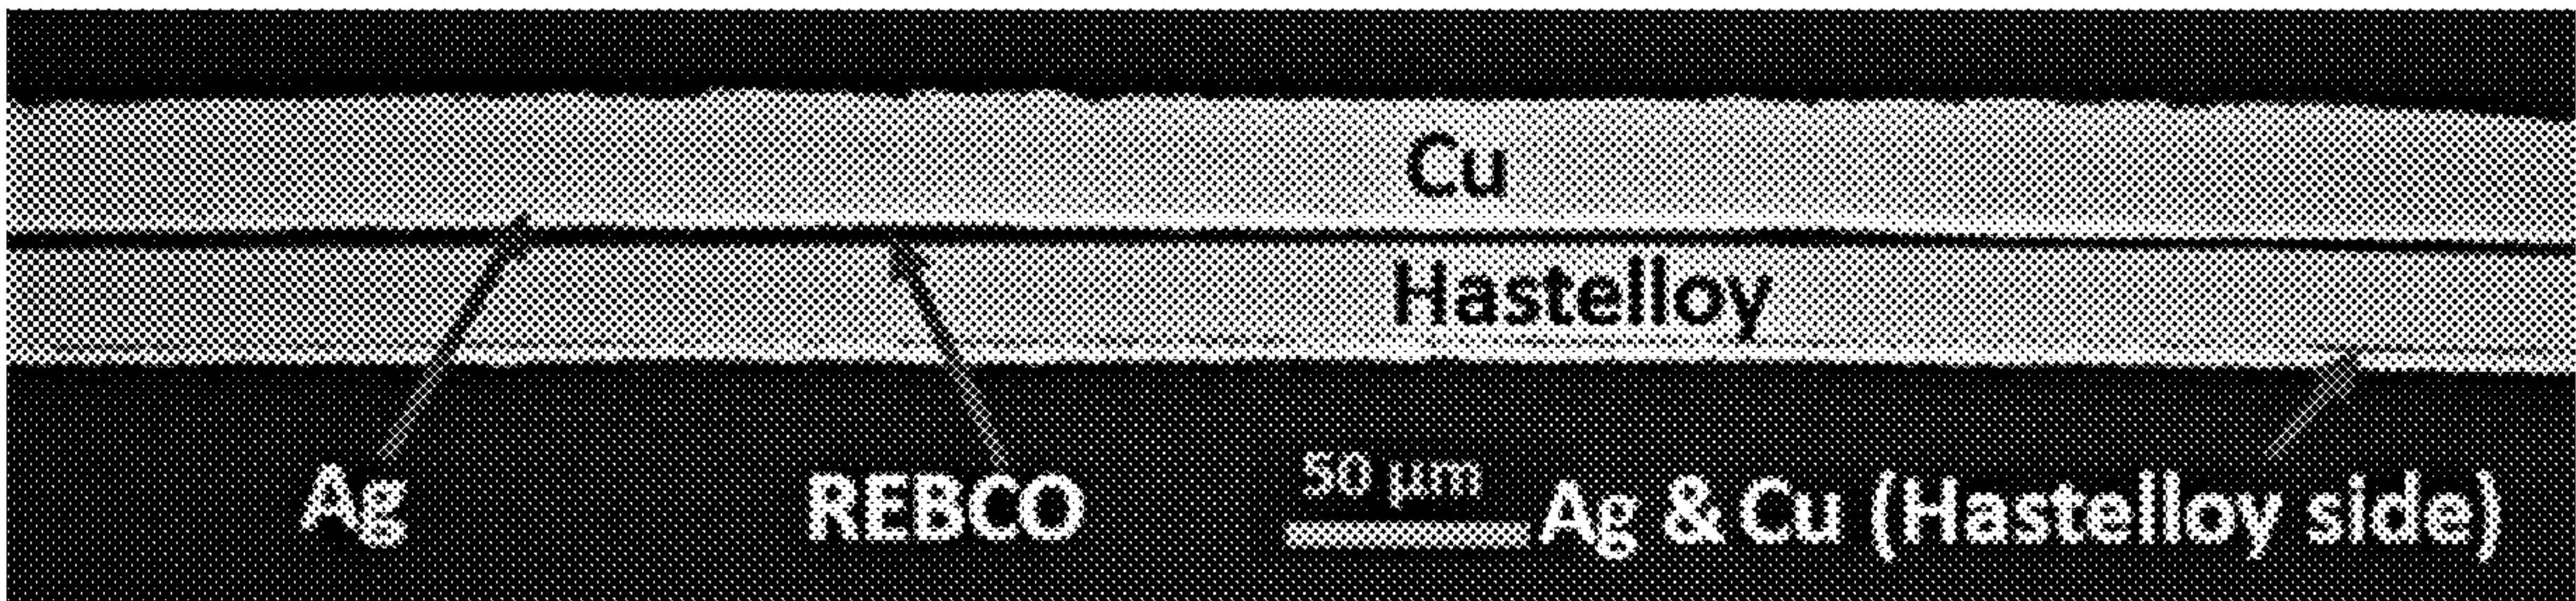 Cu
Hastelloy
50 µm
Ag
REBCO
Ag & Cu (Hastelloy side)